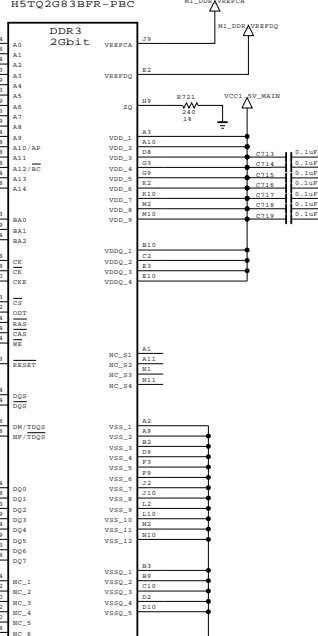 H5TQ2G83BFR-PBC
M1_DDR_VREFCA
DDR3
2Gbit
M1_DDR_VREFDQ
A0
VREFCA
J9
A1
A2
A3
VREFDQ
E2
A4
A5
R721
VCC1_5V_MAIN
A6
ZQ
H9
A7
240
A8
1%
A9
VDD_1
A3
A10/AP
VDD_2
A10
A11
VDD_3
D8
C713
0.1uF
A12/BC
VDD_4
G3
C714
0.1uF
A13
VDD_5
G9
C715
0.1uF
A14
VDD_6
K2
C716
0.1uF
VDD_7
K10
C717
0.1uF
VDD_8
M2
C718
0.1uF
BA0
VDD_9
M10
C719
0.1uF
BA1
BA2
VDDQ_1
B10
CK
VDDQ_2
C2
CK
VDDQ_3
E3
CKE
VDDQ_4
E10
CS
ODT
RAS
CAS
WE
NC_S1
A1
RESET
NC_S2
A11
NC_S3
N1
NC_S4
N11
DQS
DQS
DM/TDQS
VSS_1
A2
NF/TDQS
VSS_2
A9
VSS_3
B2
VSS_4
D9
VSS_5
F3
VSS_6
F9
DQ0
VSS_7
J2
DQ1
VSS_8
J10
DQ2
VSS_9
L2
DQ3
VSS_10
L10
DQ4
VSS_11
N2
DQ5
VSS_12
N10
DQ6
DQ7
VSSQ_1
B3
NC_1
VSSQ_2
B9
NC_2
VSSQ_3
C10
NC_3
VSSQ_4
D2
NC_4
VSSQ_5
D10
NC_5
NC_6